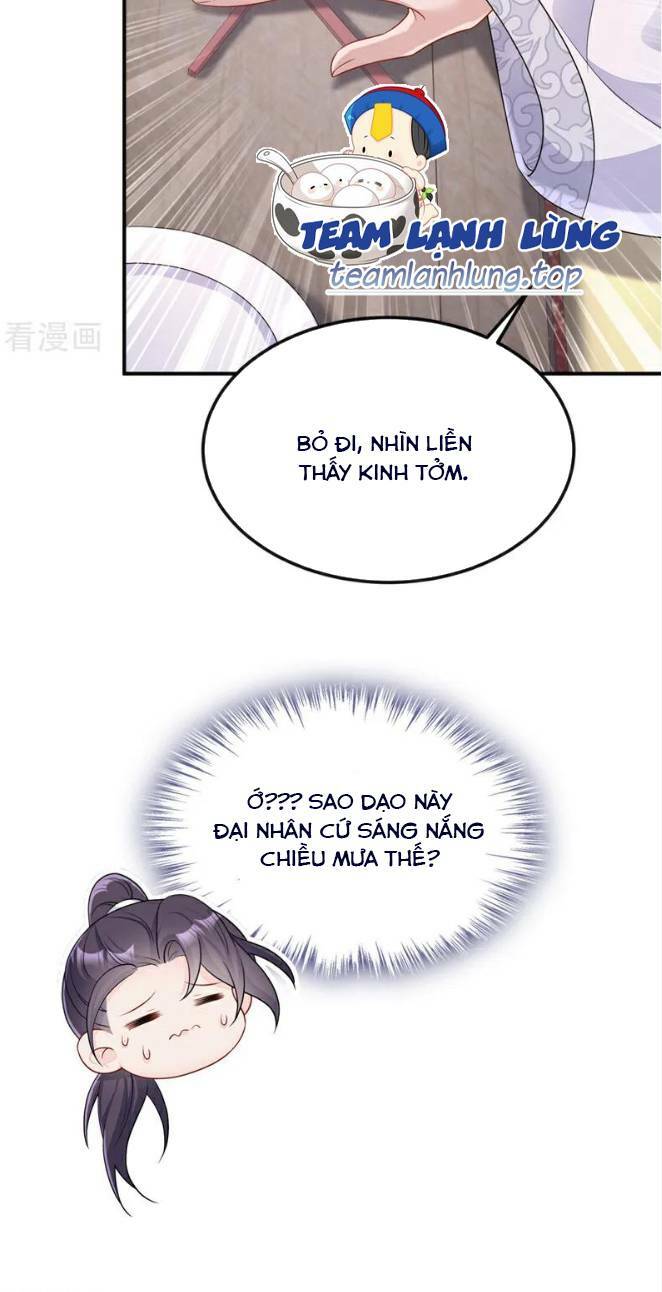 TEAM LẠNH LÙNG
teamlanhlung.top
看漫画
BỎ ĐI, NHÌN LIỀN
THẤY KINH TỞM.
Ớ??? SAO DẠO NÀY
ĐẠI NHÂN CỨ SÁNG NẮNG
CHIỀU MƯA THẾ?